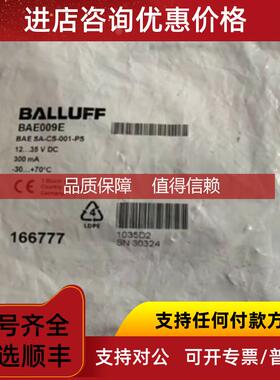 进店咨询询价优惠
BALLUFF
BAE009E
BAE SA-CS-001-PS
12...35 V DC
300 mA
-30...+70°C
品质保障 值得信赖
4
LDPE
166777
1035D2
SN 30324
号齐全
选顺丰
支持任何付款方
支持对公 可开专票/普